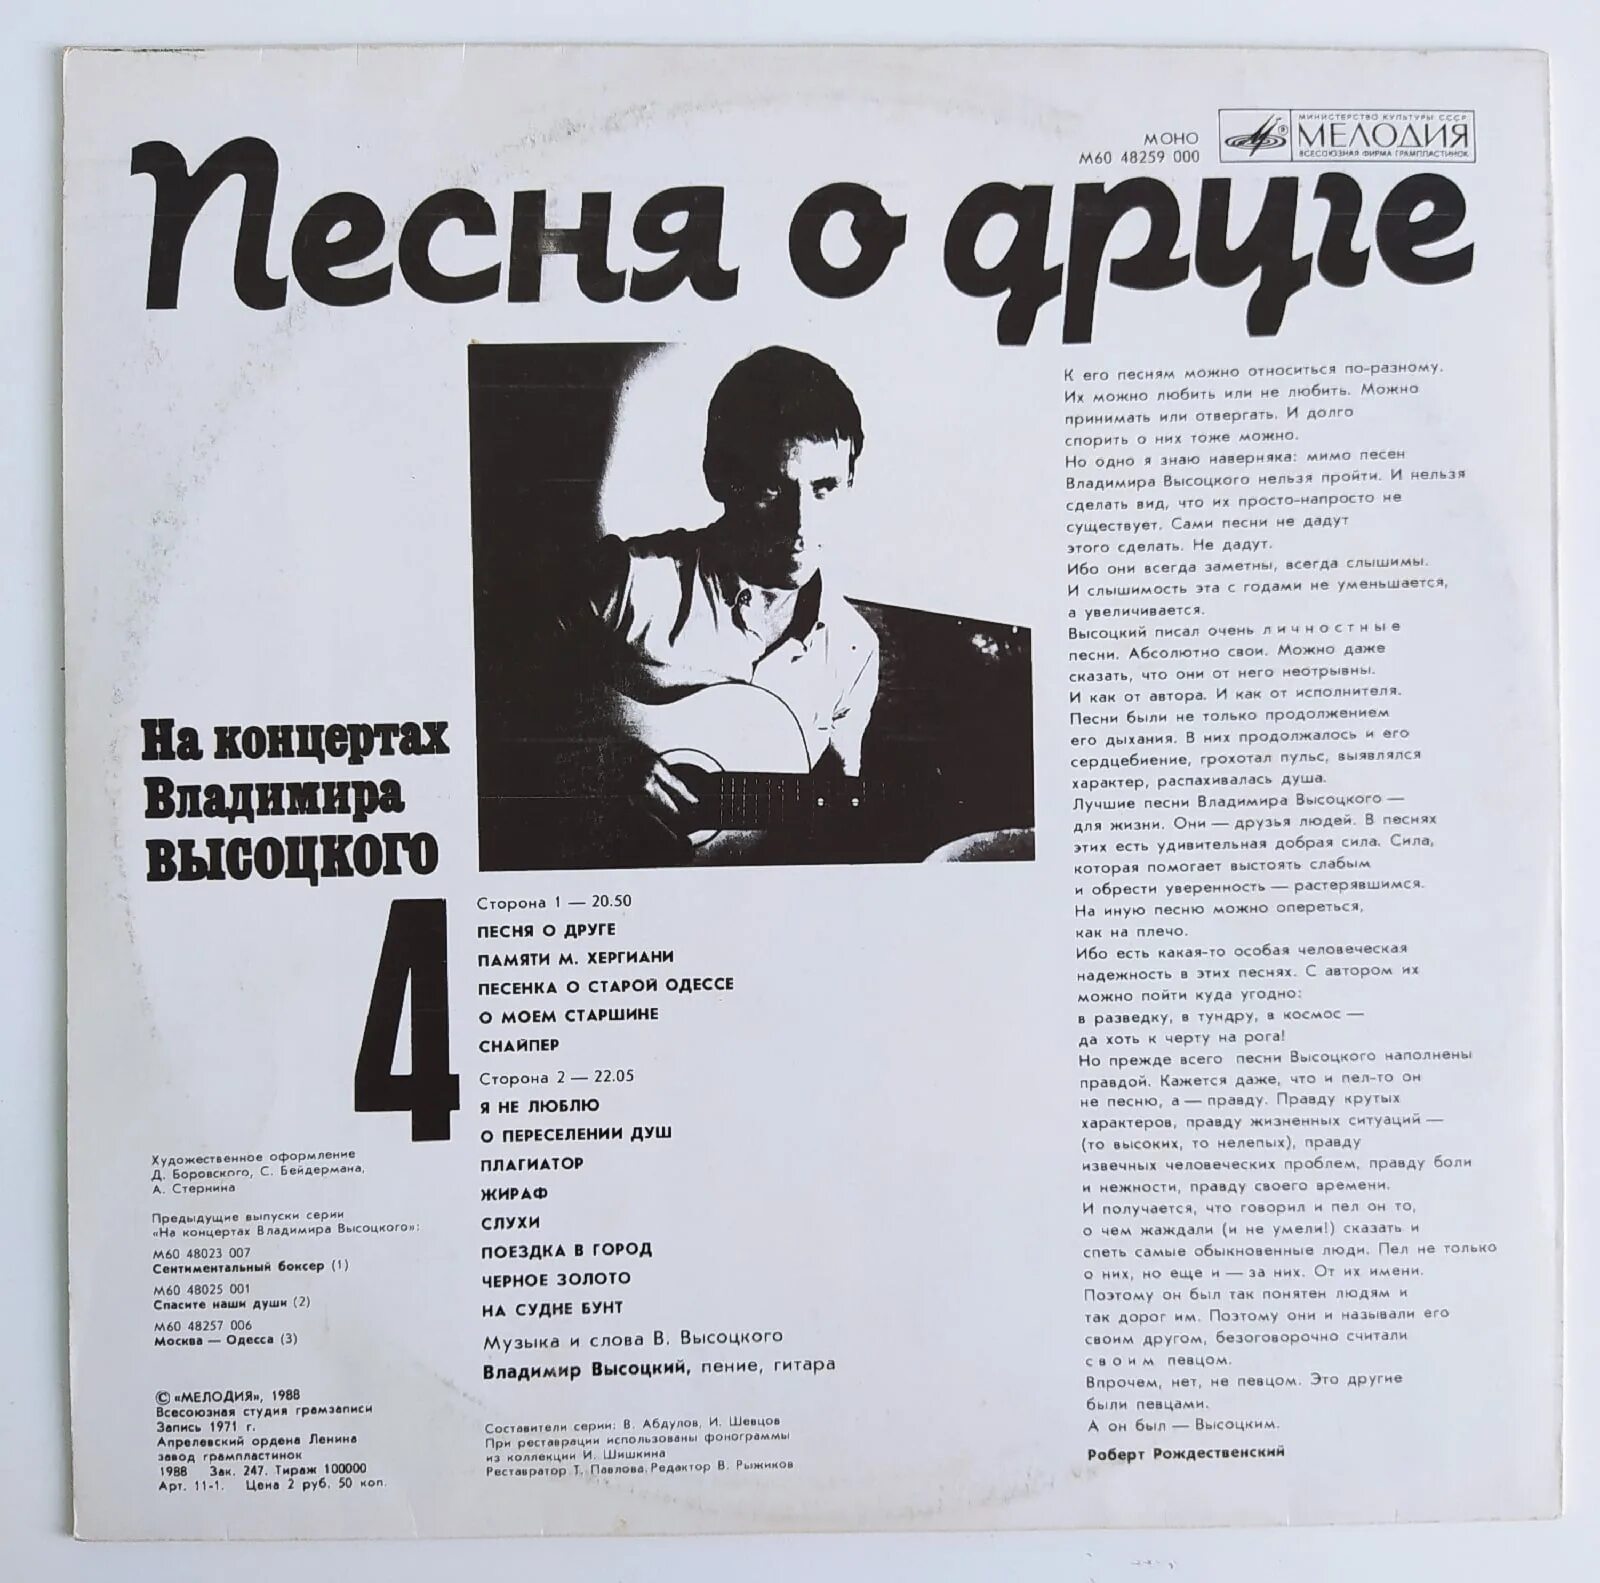 МОНО
М60 48259 000
МИНИСТЕРСТВО КУЛЬТУРЫ СССР
МЕЛОДИЯ
ВСЕСОЮЗНАЯ ФИРМА ГРАМПЛАСТИНОК
Песня о друге
На концертах
Владимира
ВЫСОЦКОГО
4
Сторона 1 — 20.50
ПЕСНЯ О ДРУГЕ
ПАМЯТИ М. ХЕРГИАНИ
ПЕСЕНКА О СТАРОЙ ОДЕССЕ
О МОЕМ СТАРШИНЕ
СНАЙПЕР
Сторона 2 — 22.05
Я НЕ ЛЮБЛЮ
О ПЕРЕСЕЛЕНИИ ДУШ
ПЛАГИАТОР
ЖИРАФ
СЛУХИ
ПОЕЗДКА В ГОРОД
ЧЕРНОЕ ЗОЛОТО
НА СУДНЕ БУНТ
Музыка и слова В. Высоцкого
Владимир Высоцкий, пение, гитара
Составители серии: В. Абдулов, И. Шевцов
При реставрации использованы фонограммы
из коллекции И. Шишкина
Реставратор Т. Павлова. Редактор В. Рыжиков
Художественное оформление
Д. Боровского, С. Бейдермана,
А. Стернина
Предыдущие выпуски серии
«На концертах Владимира Высоцкого»:
М60 48023 007
Сентиментальный боксер (1)
М60 48025 001
Спасите наши души (2)
М60 48257 006
Москва — Одесса (3)
© «МЕЛОДИЯ», 1988
Всесоюзная студия грамзаписи
Запись 1971 г.
Апрелевский ордена Ленина
завод грампластинок
1988 Зак. 247. Тираж 100000
Арт. 11-1. Цена 2 руб. 50 коп.
К его песням можно относиться по-разному.
Их можно любить или не любить. Можно
принимать или отвергать. И долго
спорить о них тоже можно.
Но одно я знаю наверняка: мимо песен
Владимира Высоцкого нельзя пройти. И нельзя
сделать вид, что их просто-напросто не
существует. Сами песни не дадут
этого сделать. Не дадут.
Ибо они всегда заметны, всегда слышимы.
И слышимость эта с годами не уменьшается,
а увеличивается.
Высоцкий писал очень личностные
песни. Абсолютно свои. Можно даже
сказать, что они от него неотрывны.
И как от автора. И как от исполнителя.
Песни были не только продолжением
его дыхания. В них продолжалось и его
сердцебиение, грохотал пульс, выявлялся
характер, распахивалась душа.
Лучшие песни Владимира Высоцкого —
для жизни. Они — друзья людей. В песнях
этих есть удивительная добрая сила. Сила,
которая помогает выстоять слабым
и обрести уверенность — растерявшимся.
На иную песню можно опереться,
как на плечо.
Ибо есть какая-то особая человеческая
надежность в этих песнях. С автором их
можно пойти куда угодно:
в разведку, в тундру, в космос —
да хоть к черту на рога!
Но прежде всего песни Высоцкого наполнены
правдой. Кажется даже, что и пел-то он
не песню, а — правду. Правду крутых
характеров, правду жизненных ситуаций —
(то высоких, то нелепых), правду
извечных человеческих проблем, правду боли
и нежности, правду своего времени.
И получается, что говорил и пел он то,
о чем жаждали (и не умели!) сказать и
спеть самые обыкновенные люди. Пел не только
о них, но еще и — за них. От их имени.
Поэтому он был так понятен людям и
так дорог им. Поэтому они и называли его
своим другом, безоговорочно считали
своим певцом.
Впрочем, нет, не певцом. Это другие
были певцами.
А он был — Высоцким.
Роберт Рождественский